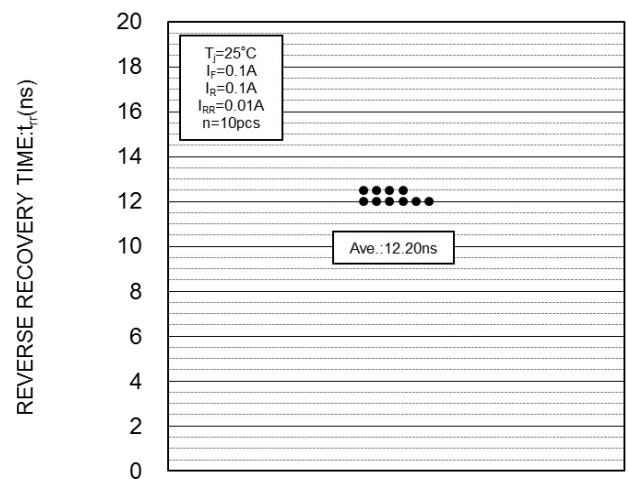 REVERSE RECOVERY TIME:trr(ns)
20
18
16
14
12
10
8
6
4
2
0
Tj=25°C
IF=0.1A
IR=0.1A
IRR=0.01A
n=10pcs
Ave.:12.20ns